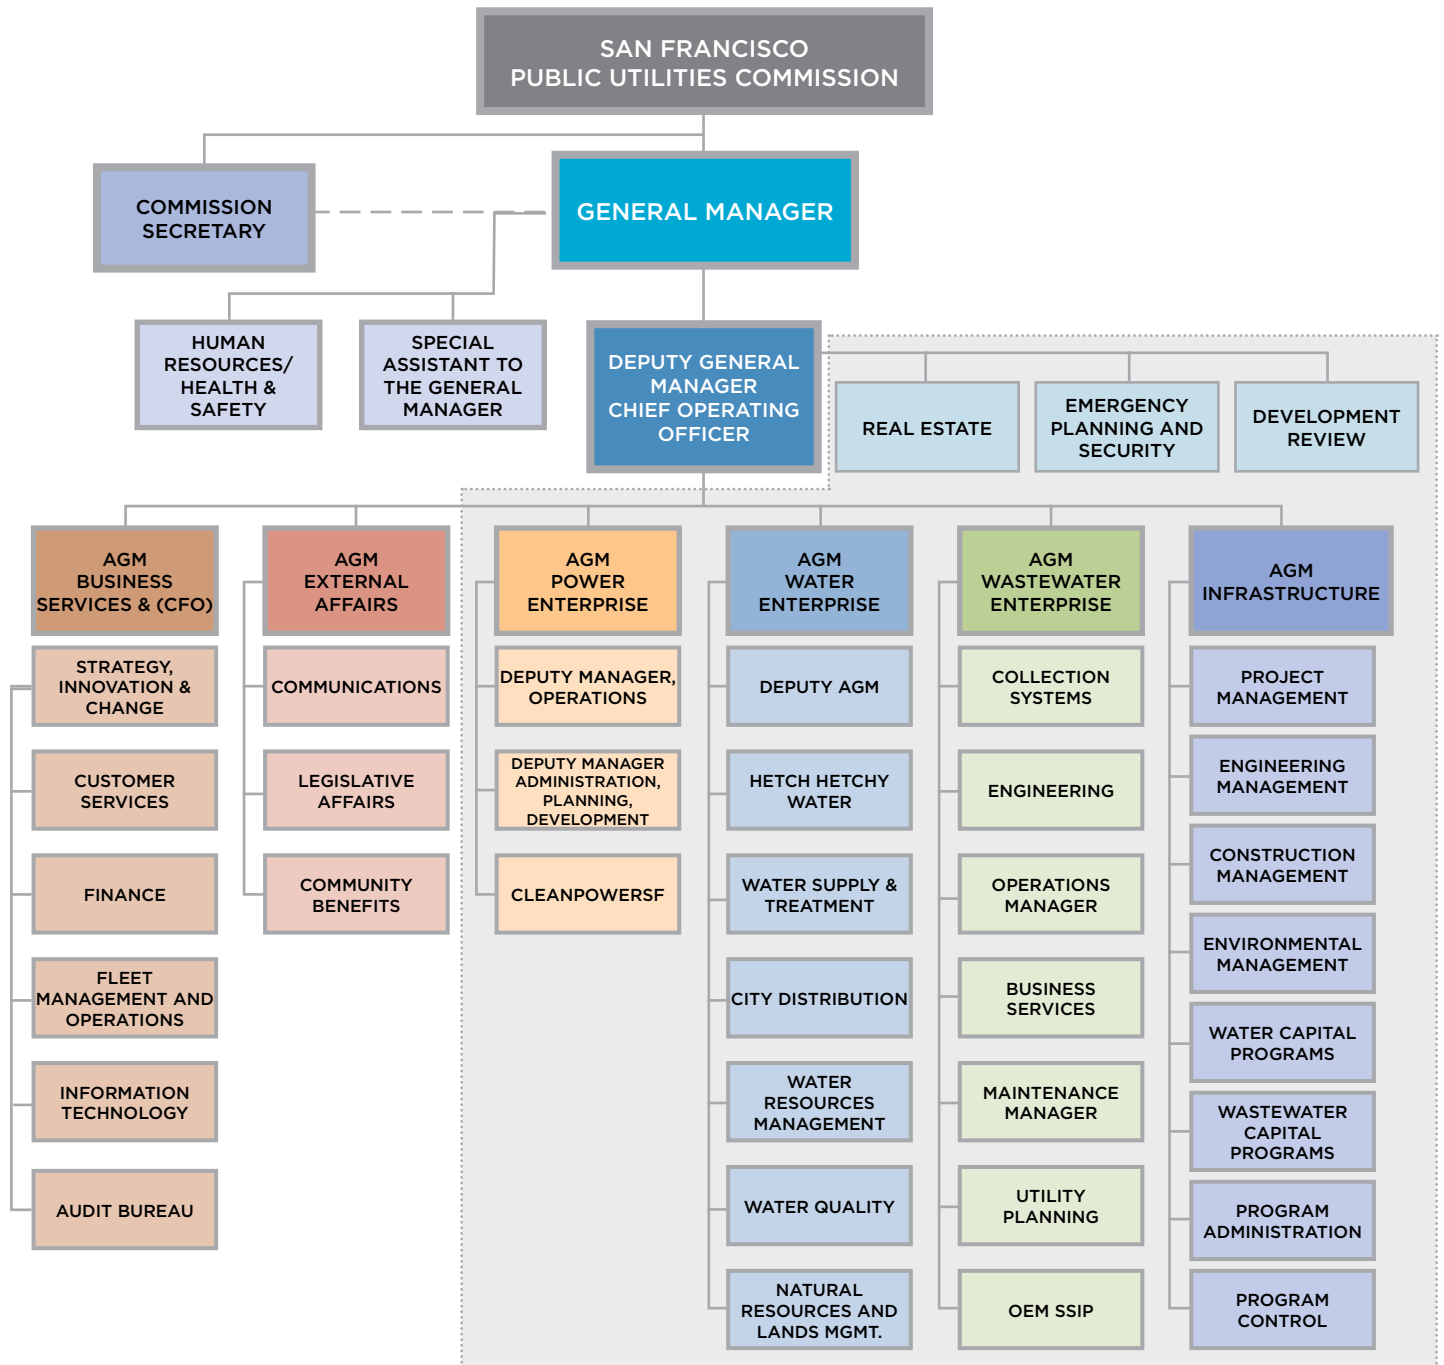 SAN FRANCISCO
PUBLIC UTILITIES COMMISSION
COMMISSION
SECRETARY
GENERAL MANAGER
HUMAN
RESOURCES/
HEALTH &
SAFETY
SPECIAL
ASSISTANT TO
THE GENERAL
MANAGER
DEPUTY GENERAL
MANAGER
CHIEF OPERATING
OFFICER
REAL ESTATE
EMERGENCY
PLANNING AND
SECURITY
DEVELOPMENT
REVIEW
AGM
BUSINESS
SERVICES & (CFO)
STRATEGY,
INNOVATION &
CHANGE
CUSTOMER
SERVICES
FINANCE
FLEET
MANAGEMENT AND
OPERATIONS
INFORMATION
TECHNOLOGY
AUDIT BUREAU
AGM
EXTERNAL
AFFAIRS
COMMUNICATIONS
LEGISLATIVE
AFFAIRS
COMMUNITY
BENEFITS
AGM
POWER
ENTERPRISE
DEPUTY MANAGER,
OPERATIONS
DEPUTY MANAGER
ADMINISTRATION,
PLANNING,
DEVELOPMENT
CLEANPOWERSF
AGM
WATER
ENTERPRISE
DEPUTY AGM
HETCH HETCHY
WATER
WATER SUPPLY &
TREATMENT
CITY DISTRIBUTION
WATER
RESOURCES
MANAGEMENT
WATER QUALITY
NATURAL
RESOURCES AND
LANDS MGMT.
AGM
WASTEWATER
ENTERPRISE
COLLECTION
SYSTEMS
ENGINEERING
OPERATIONS
MANAGER
BUSINESS
SERVICES
MAINTENANCE
MANAGER
UTILITY
PLANNING
OEM SSIP
AGM
INFRASTRUCTURE
PROJECT
MANAGEMENT
ENGINEERING
MANAGEMENT
CONSTRUCTION
MANAGEMENT
ENVIRONMENTAL
MANAGEMENT
WATER CAPITAL
PROGRAMS
WASTEWATER
CAPITAL
PROGRAMS
PROGRAM
ADMINISTRATION
PROGRAM
CONTROL